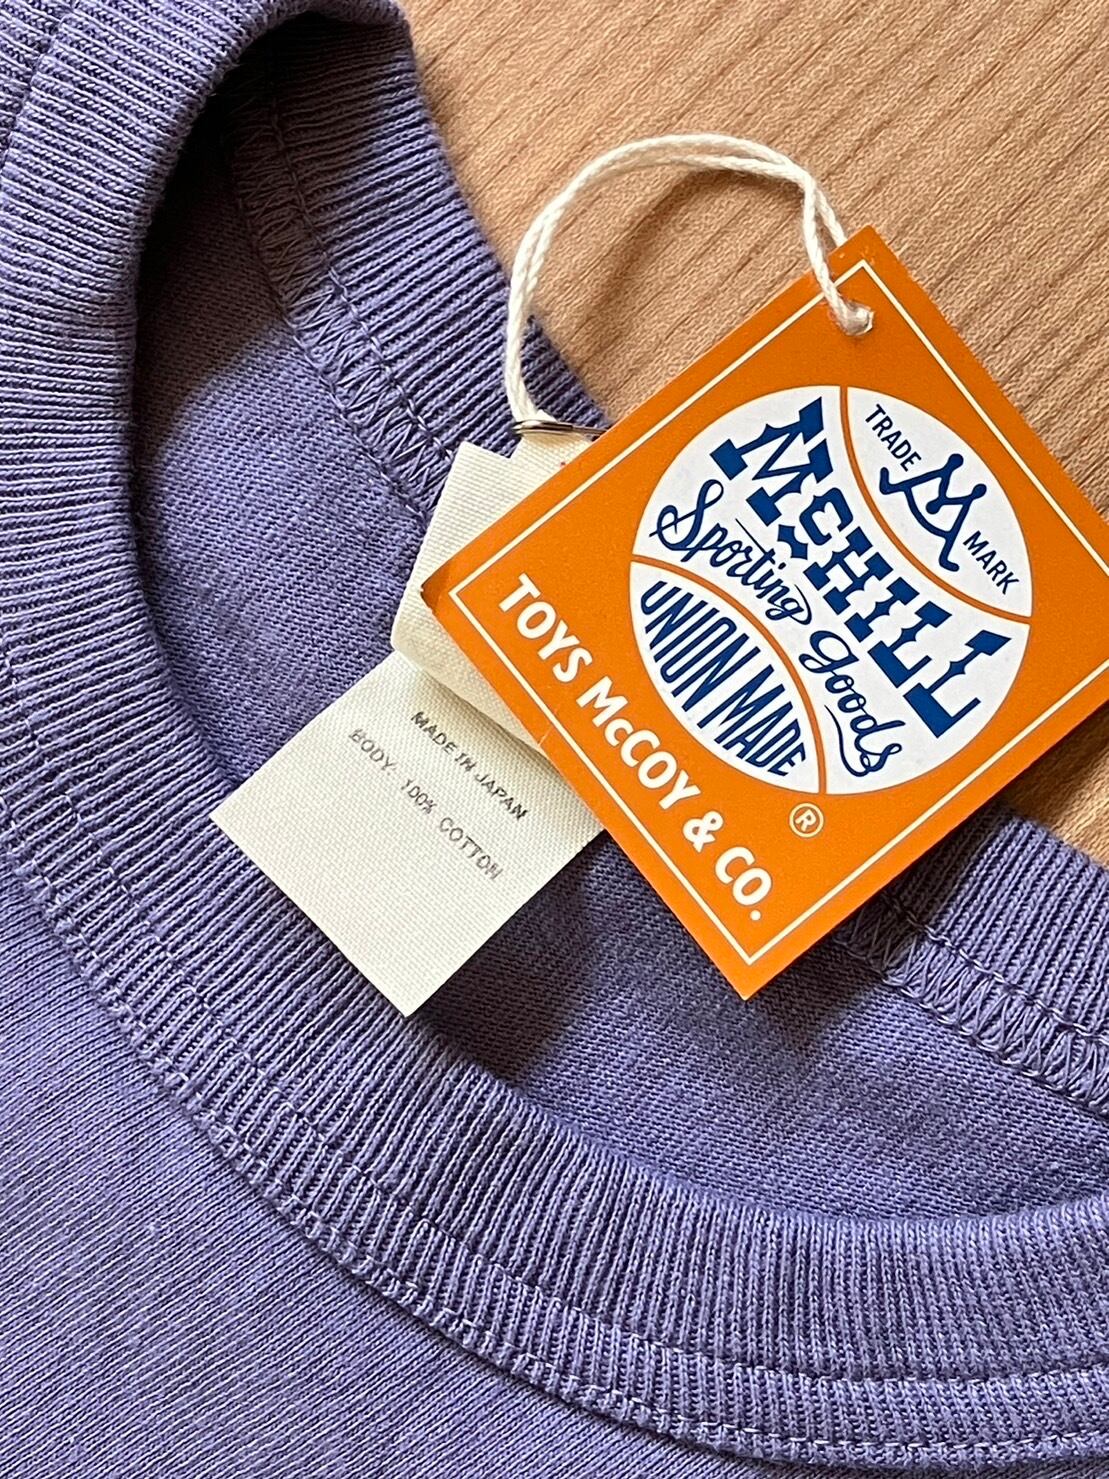 TRADE
MARK
McHILL
Sporting Goods
UNION MADE
®
TOYS McCOY & CO.
MADE IN JAPAN
BODY: 100% COTTON